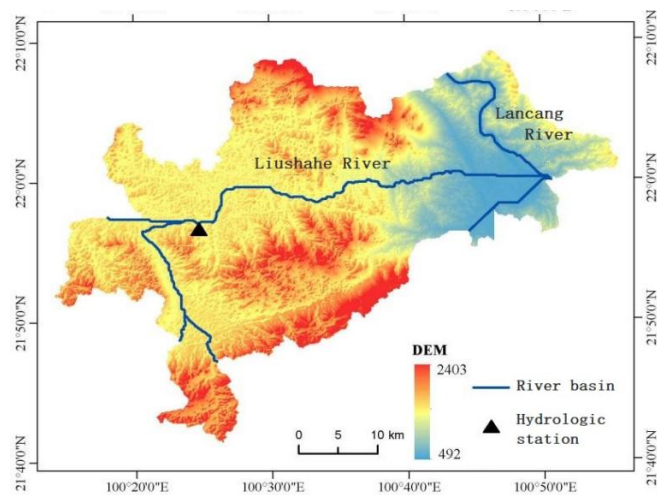 22°10'0"N
22°10'0"N
Lancang
River
Liushahe River
22°0'0"N
22°0'0"N
21°50'0"N
21°50'0"N
DEM
2403
492
River basin
Hydrologic
station
0 5 10 km
21°40'0"N
21°40'0"N
100°20'0"E
100°30'0"E
100°40'0"E
100°50'0"E